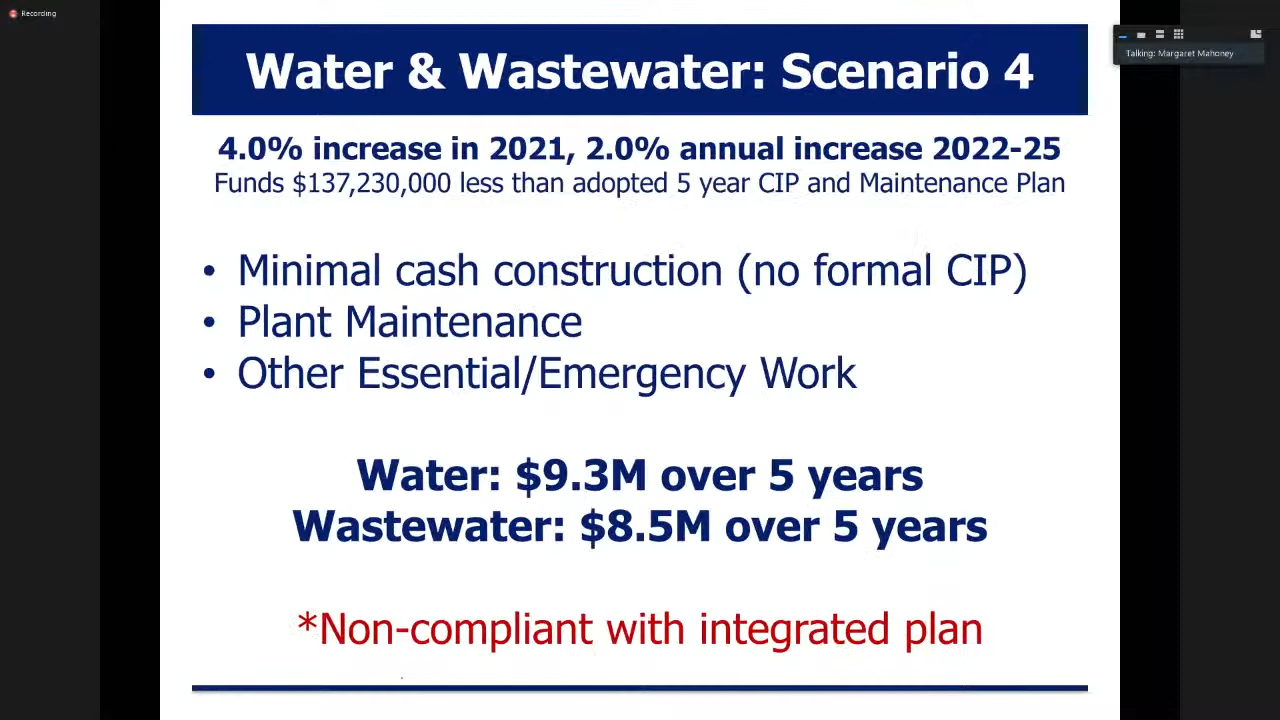 Recording
Talking: Margaret Mahoney
Water & Wastewater: Scenario 4
4.0% increase in 2021, 2.0% annual increase 2022-25
Funds $137,230,000 less than adopted 5 year CIP and Maintenance Plan
• Minimal cash construction (no formal CIP)
• Plant Maintenance
• Other Essential/Emergency Work
Water: $9.3M over 5 years
Wastewater: $8.5M over 5 years
*Non-compliant with integrated plan